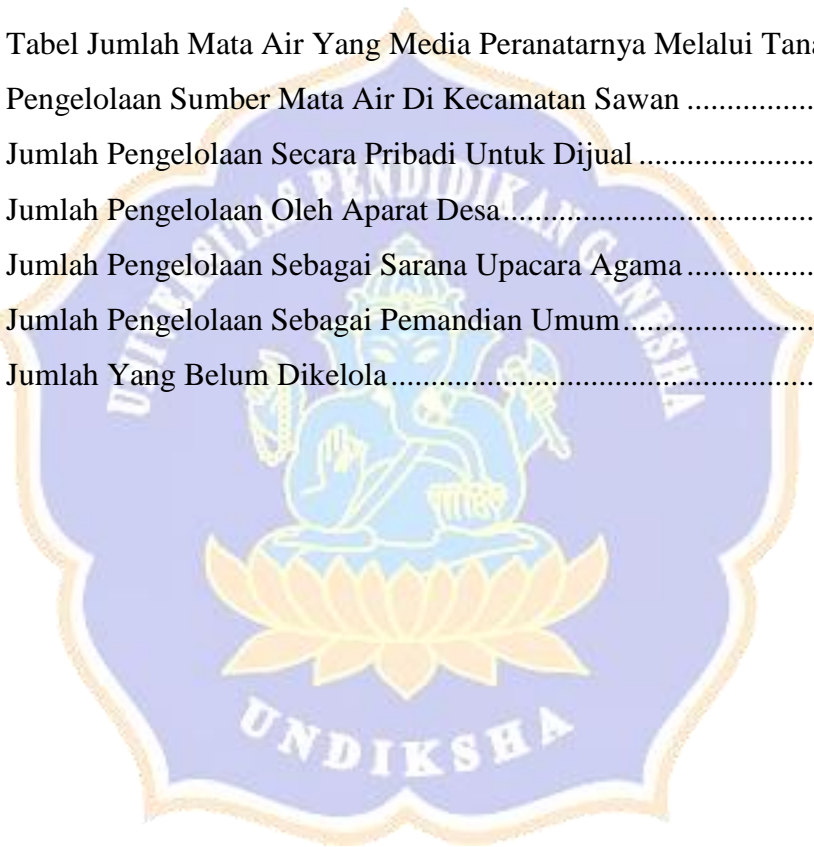 Tabel Jumlah Mata Air Yang Media Peranatarnya Melalui
Pengelolaan Sumber Mata Air Di Kecamatan Sawan ................
Jumlah Pengelolaan Secara Pribadi Untuk Dijual ......................
Jumlah Pengelolaan Oleh Aparat Desa.......................................
Jumlah Pengelolaan Sebagai Sarana Upacara Agama ................
Jumlah Pengelolaan Sebagai Pemandian Umum........................
Jumlah Yang Belum Dikelola.....................................................
UNIVERSITAS PENDIDIKAN GANESHA
UNDIKSHA